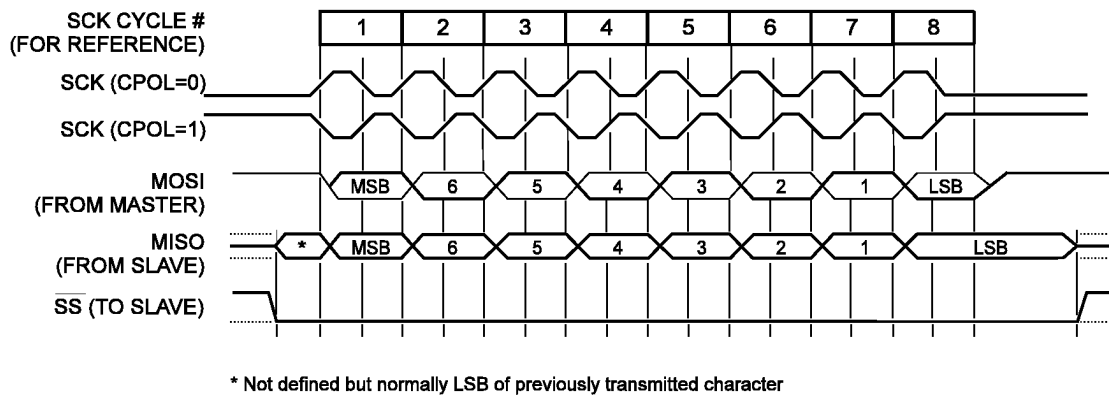 SCK CYCLE # 1 2 3 4 5 6 7 8
(FOR REFERENCE)
SCK (CPOL=0)
SCK (CPOL=1)
MOSI MSB 6 5 4 3 2 1 LSB
(FROM MASTER)
MISO * MSB 6 5 4 3 2 1 LSB
(FROM SLAVE)
SS (TO SLAVE)
* Not defined but normally LSB of previously transmitted character